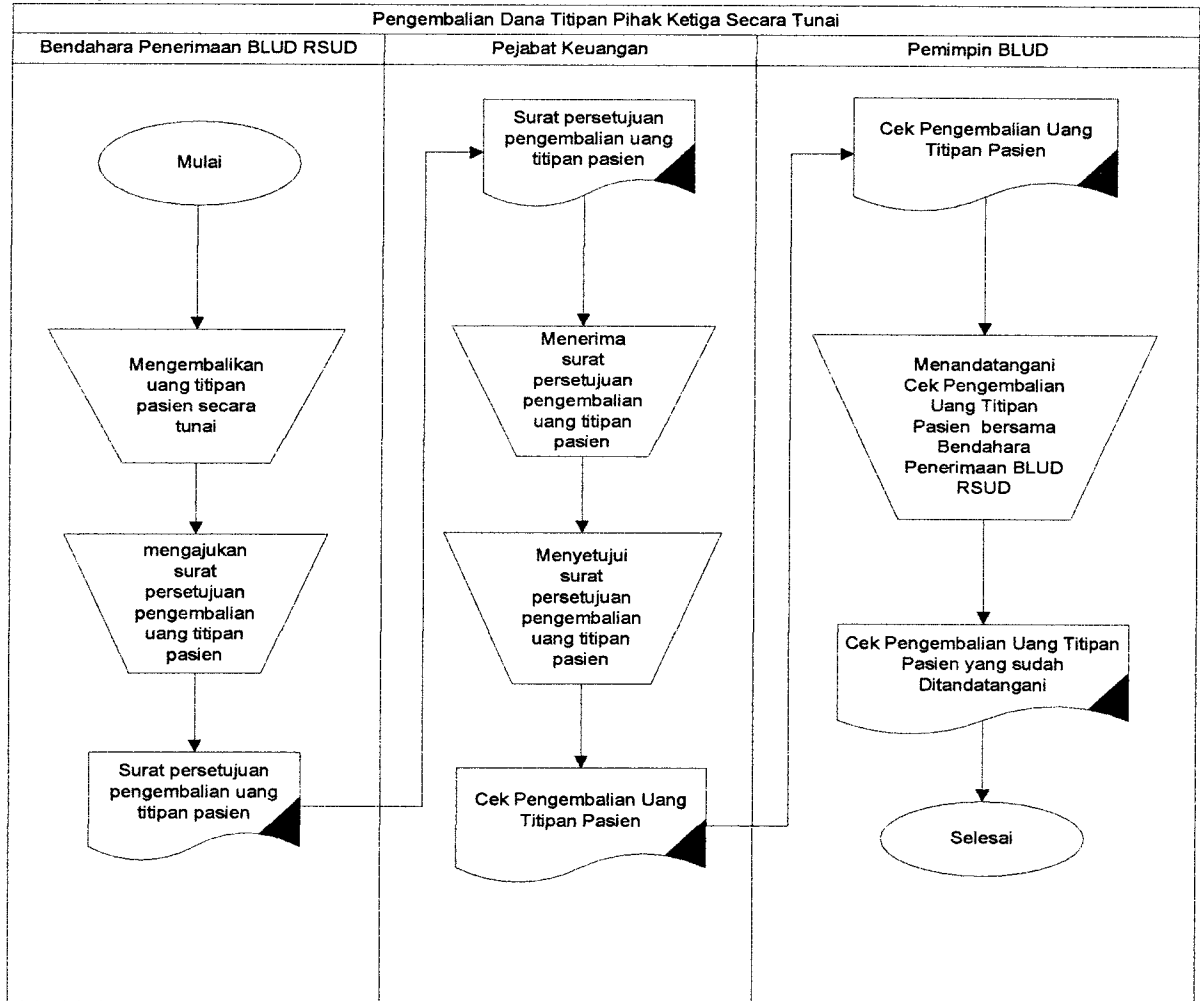 Pengembalian Dana Titipan Pihak Ketiga Secara Tunai
Bendahara Penerimaan BLUD RSUD
Pejabat Keuangan
Pemimpin BLUD
Mulai
Mengembalikan
uang titipan
pasien secara
tunai
mengajukan
surat
persetujuan
pengembalian
uang titipan
pasien
Surat persetujuan
pengembalian uang
titipan pasien
Surat persetujuan
pengembalian uang
titipan pasien
Menerima
surat
persetujuan
pengembalian
uang titipan
pasien
Menyetujui
surat
persetujuan
pengembalian
uang titipan
pasien
Cek Pengembalian Uang
Titipan Pasien
Cek Pengembalian Uang
Titipan Pasien
Menandatangani
Cek Pengembalian
Uang Titipan
Pasien bersama
Bendahara
Penerimaan BLUD
RSUD
Cek Pengembalian Uang Titipan
Pasien yang sudah
Ditandatangani
Selesai